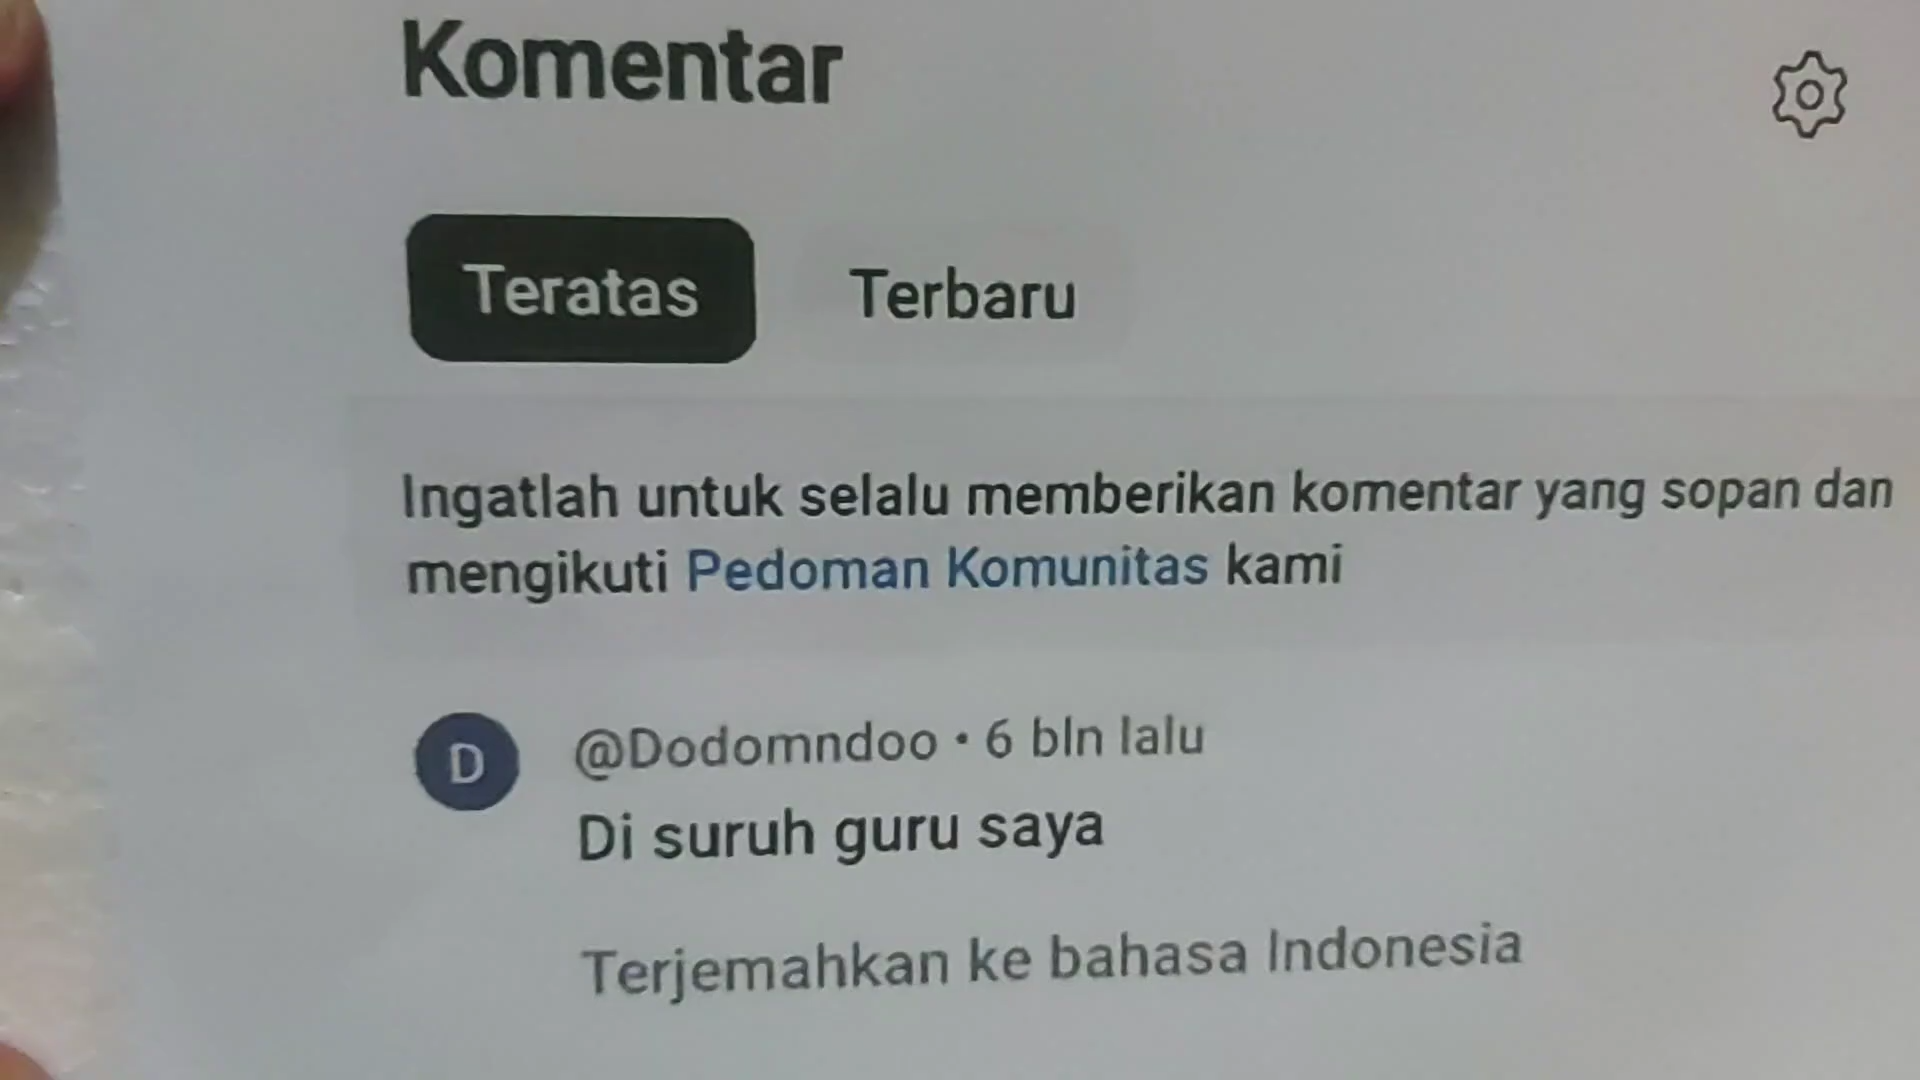 Komentar
Teratas Terbaru
Ingatlah untuk selalu memberikan komentar yang sopan dan
mengikuti Pedoman Komunitas kami
D @Dodomndoo • 6 bln lalu
Di suruh guru saya
Terjemahkan ke bahasa Indonesia